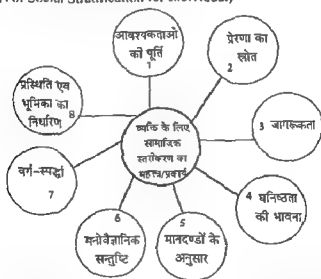 आवश्यकताओं
की पूर्ति
1
प्रेरणा का
स्रोत
2
3 जागरूकता
4 घनिष्ठता
की भावना
5
मानदण्डों के
अनुसार
6
मनोवैज्ञानिक
सन्तुष्टि
वर्ग-स्पर्द्धा
7
प्रस्थिति एवं
भूमिका का
निर्धारण 8
व्यक्ति के लिए
सामाजिक
स्तरीकरण का
महत्त्व/प्रकार्य